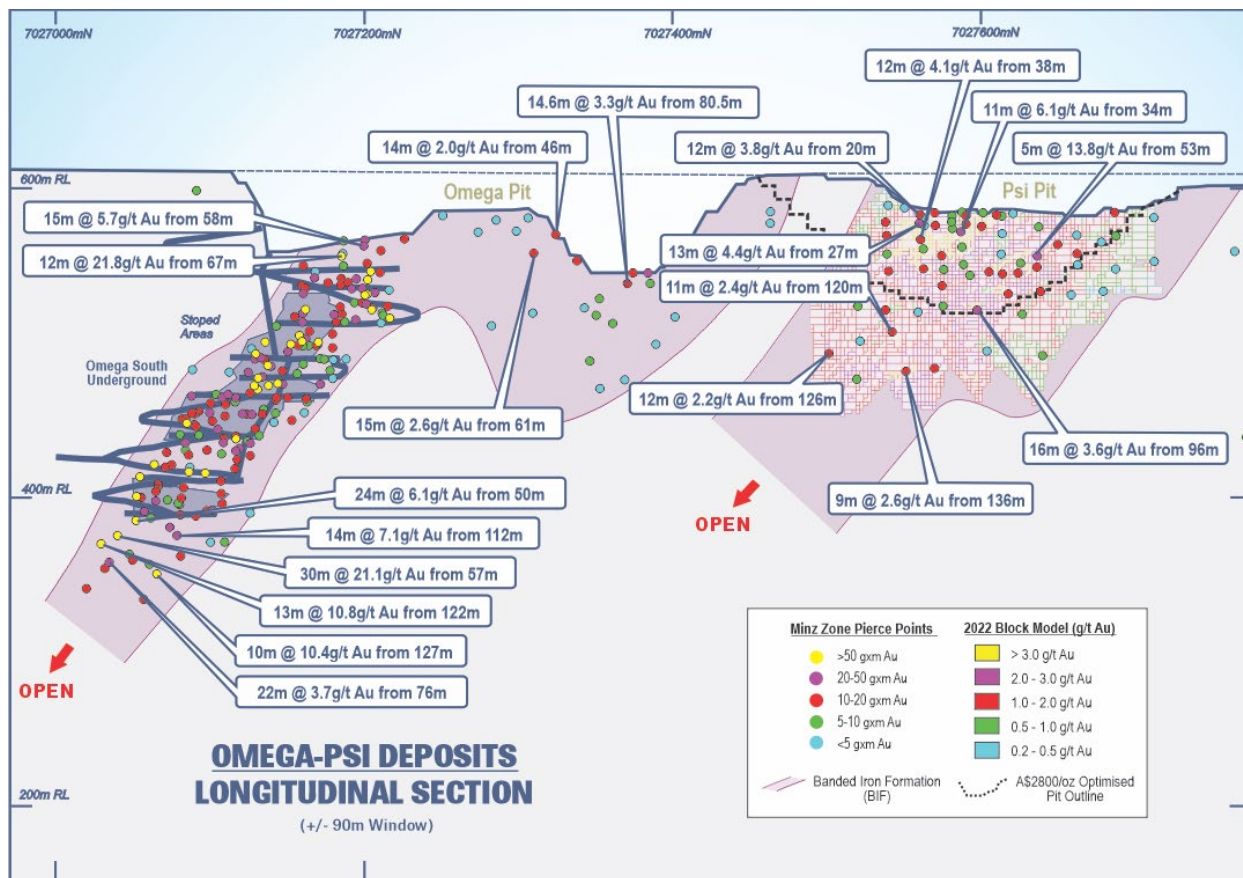 7027000mN
7027200mN
7027400mN
7027600mN
12m @ 4.1g/t Au from 38m
14.6m @ 3.3g/t Au from 80.5m
11m @ 6.1g/t Au from 34m
14m @ 2.0g/t Au from 46m
12m @ 3.8g/t Au from 20m
5m @ 13.8g/t Au from 53m
600m RL
Omega Pit
Psi Pit
15m @ 5.7g/t Au from 58m
12m @ 21.8g/t Au from 67m
13m @ 4.4g/t Au from 27m
11m @ 2.4g/t Au from 120m
Stoped
Areas
Omega South
Underground
12m @ 2.2g/t Au from 126m
15m @ 2.6g/t Au from 61m
16m @ 3.6g/t Au from 96m
9m @ 2.6g/t Au from 136m
400m RL
24m @ 6.1g/t Au from 50m
OPEN
14m @ 7.1g/t Au from 112m
30m @ 21.1g/t Au from 57m
13m @ 10.8g/t Au from 122m
10m @ 10.4g/t Au from 127m
22m @ 3.7g/t Au from 76m
OPEN
OMEGA-PSI DEPOSITS
LONGITUDINAL SECTION
(+/- 90m Window)
200m RL
Minz Zone Pierce Points
>50 gxm Au
20-50 gxm Au
10-20 gxm Au
5-10 gxm Au
<5 gxm Au
2022 Block Model (g/t Au)
> 3.0 g/t Au
2.0 - 3.0 g/t Au
1.0 - 2.0 g/t Au
0.5 - 1.0 g/t Au
0.2 - 0.5 g/t Au
Banded Iron Formation
(BIF)
A$2800/oz Optimised
Pit Outline